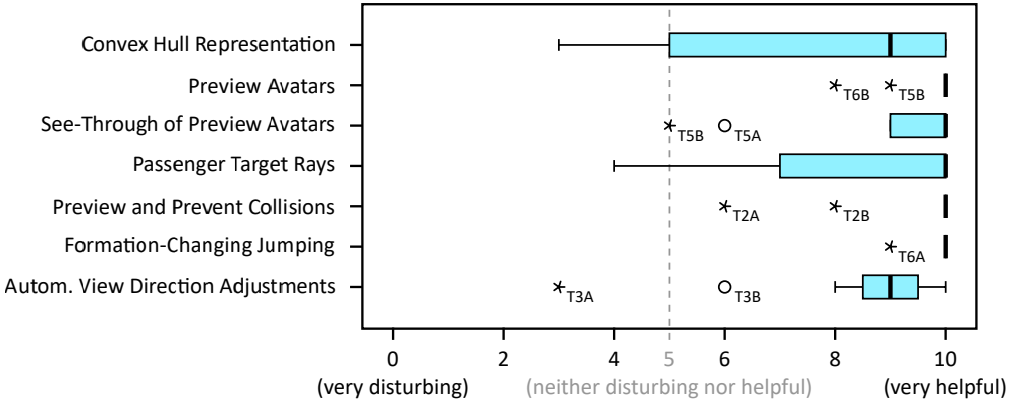 Convex Hull Representation
Preview Avatars
T6B
T5B
See-Through of Preview Avatars
T5B
T5A
Passenger Target Rays
Preview and Prevent Collisions
T2A
T2B
Formation-Changing Jumping
T6A
Autom. View Direction Adjustments
T3A
T3B
0 2 4 5 6 8 10
(very disturbing) (neither disturbing nor helpful) (very helpful)